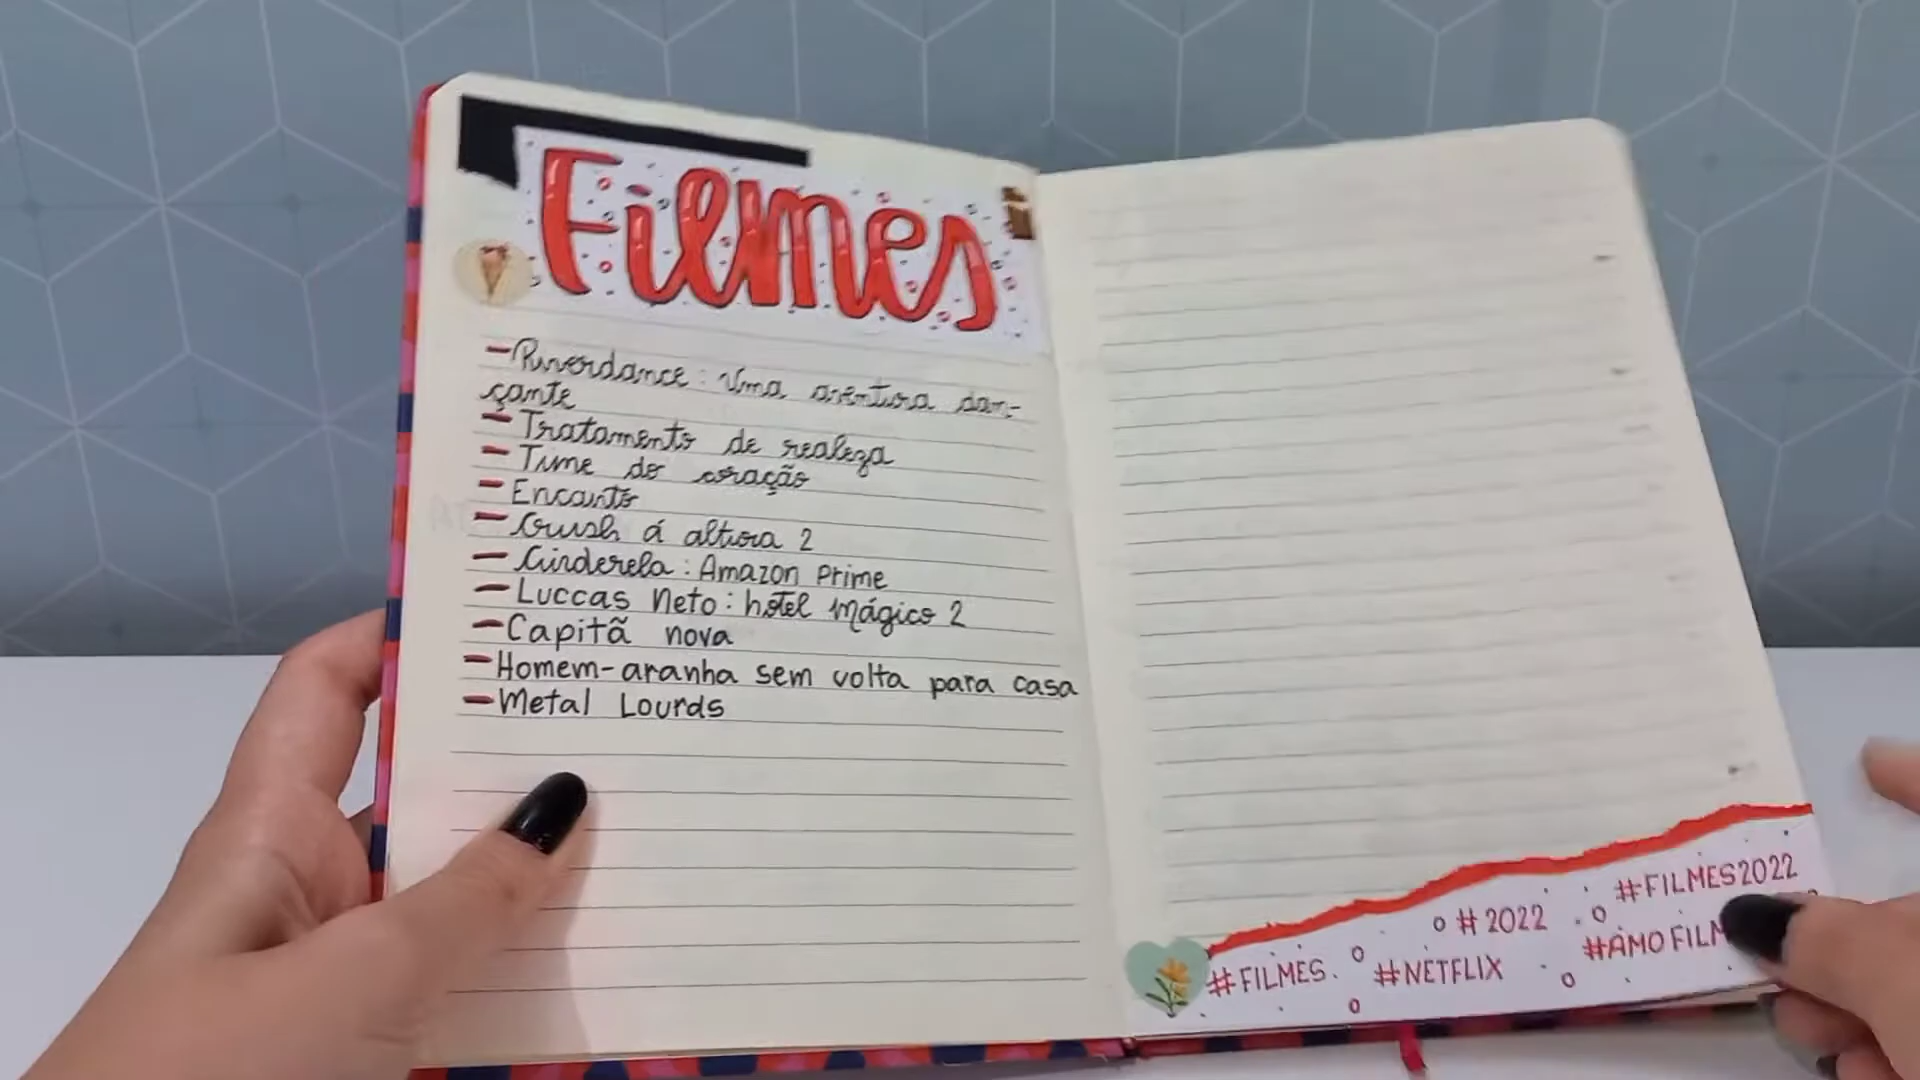 Filmes
- Riverdance: Uma aventura dan-
çante
- Tratamento de realeza
- Time do coração
- Encanto
- Crush á altura 2
- Cinderela: Amazon Prime
- Luccas Neto: hotel mágico 2
- Capitã nova
- Homem-aranha sem volta para casa
- Metal Lourds
#FILMES2022
#2022
#AMOFILM
#FILMES
#NETFLIX